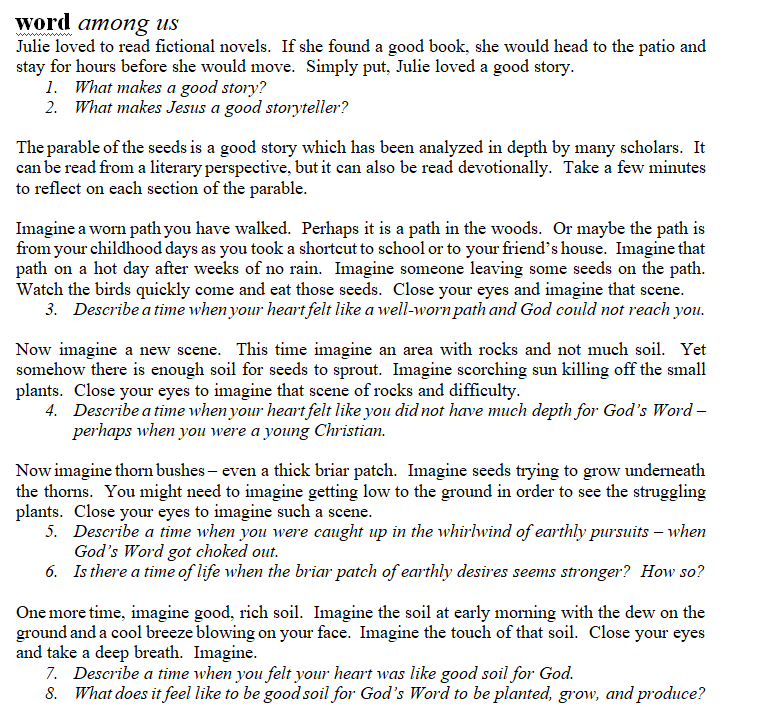 word among us
Julie loved to read fictional novels. If she found a good book, she would head to the patio and
stay for hours before she would move. Simply put, Julie loved a good story.
1. What makes a good story?
2. What makes Jesus a good storyteller?
The parable of the seeds is a good story which has been analyzed in depth by many scholars. It
can be read from a literary perspective, but it can also be read devotionally. Take a few minutes
to reflect on each section of the parable.
Imagine a worn path you have walked. Perhaps it is a path in the woods. Or maybe the path is
from your childhood days as you took a shortcut to school or to your friend's house. Imagine that
path on a hot day after weeks of no rain. Imagine someone leaving some seeds on the path.
Watch the birds quickly come and eat those seeds. Close your eyes and imagine that scene.
3. Describe a time when your heart felt like a well-worn path and God could not reach you.
Now imagine a new scene. This time imagine an area with rocks and not much soil. Yet
somehow there is enough soil for seeds to sprout. Imagine scorching sun killing off the small
plants. Close your eyes to imagine that scene of rocks and difficulty.
4. Describe a time when your heart felt like you did not have much depth for God's Word –
perhaps when you were a young Christian.
Now imagine thorn bushes – even a thick briar patch. Imagine seeds trying to grow underneath
the thorns. You might need to imagine getting low to the ground in order to see the struggling
plants. Close your eyes to imagine such a scene.
5. Describe a time when you were caught up in the whirlwind of earthly pursuits – when
God's Word got choked out.
6. Is there a time of life when the briar patch of earthly desires seems stronger? How so?
One more time, imagine good, rich soil. Imagine the soil at early morning with the dew on the
ground and a cool breeze blowing on your face. Imagine the touch of that soil. Close your eyes
and take a deep breath. Imagine.
7. Describe a time when you felt your heart was like good soil for God.
8. What does it feel like to be good soil for God's Word to be planted, grow, and produce?